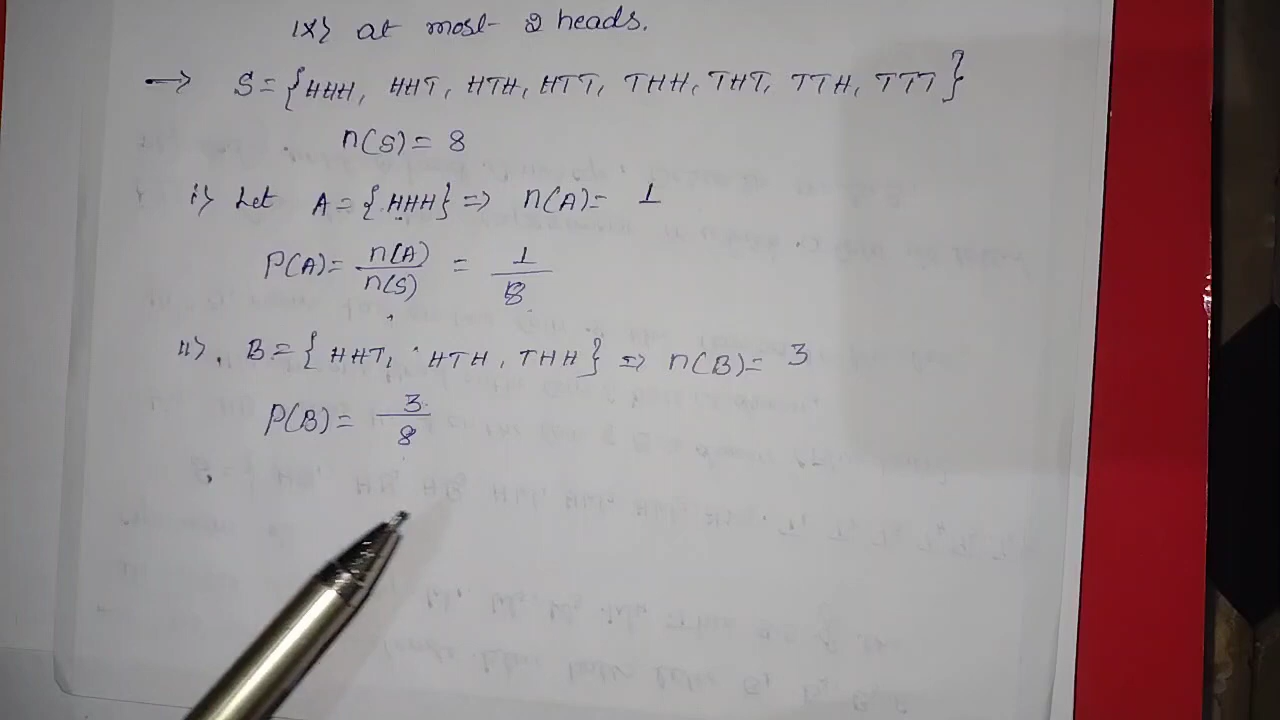 ix} at most 2 heads.
→ S = {HHH, HHT, HTH, HTT, THH, THT, TTH, TTT}
n(S) = 8
i} Let A = {HHH} => n(A) = 1
P(A) = n(A)/n(S) = 1/8
ii}. B = {HHT, HTH, THH} => n(B) = 3
P(B) = 3/8